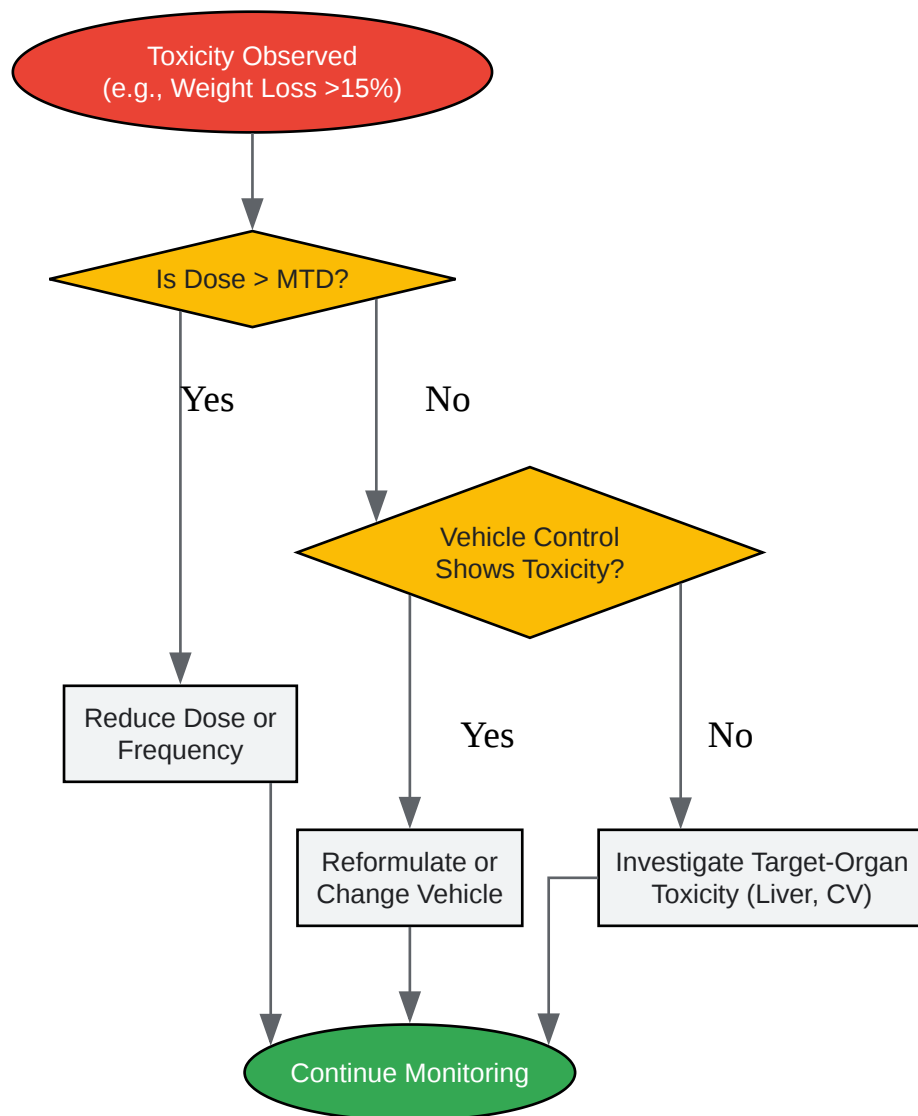 Toxicity Observed
(e.g., Weight Loss >15%)
Is Dose > MTD?
Yes
No
Vehicle Control
Shows Toxicity?
Reduce Dose or
Frequency
Yes
No
Reformulate or
Change Vehicle
Investigate Target-Organ
Toxicity (Liver, CV)
Continue Monitoring